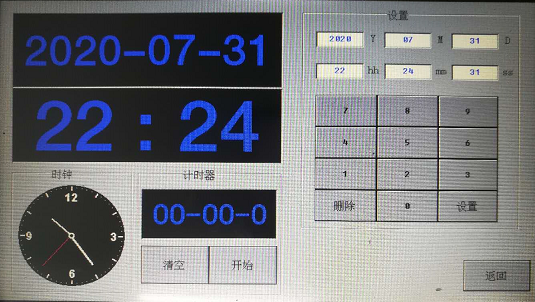 2020-07-31
22:24
时钟
计时器
12
3
6
9
00-00-0
清空
开始
设置
2020 Y 07 M 31 D
22 hh 24 mm 31 ss
7 8 9
4 5 6
1 2 3
删除 0 设置
返回